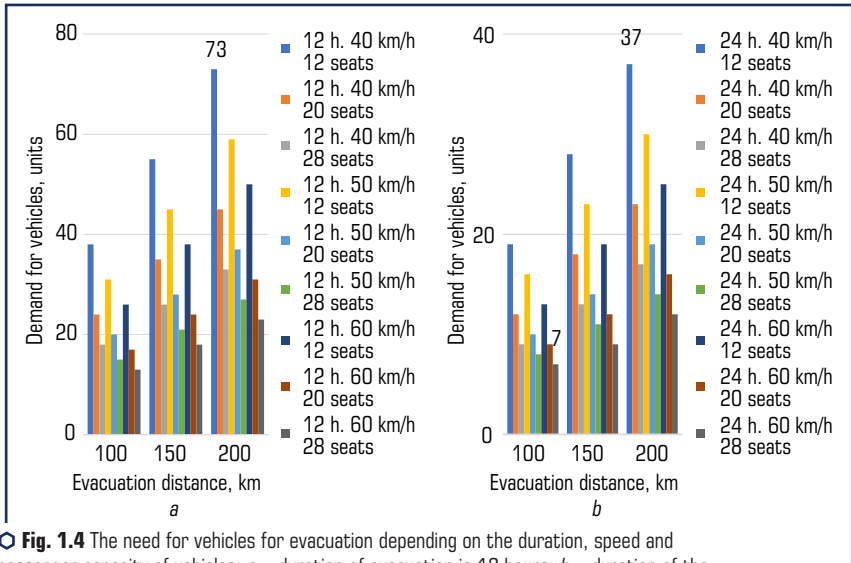 80
60
40
20
0
Demand for vehicles, units
73
100 150 200
Evacuation distance, km
a
12 h. 40 km/h
12 seats
12 h. 40 km/h
20 seats
12 h. 40 km/h
28 seats
12 h. 50 km/h
12 seats
12 h. 50 km/h
20 seats
12 h. 50 km/h
28 seats
12 h. 60 km/h
12 seats
12 h. 60 km/h
20 seats
12 h. 60 km/h
28 seats
40
20
0
Demand for vehicles, units
37
7
100 150 200
Evacuation distance, km
b
24 h. 40 km/h
12 seats
24 h. 40 km/h
20 seats
24 h. 40 km/h
28 seats
24 h. 50 km/h
12 seats
24 h. 50 km/h
20 seats
24 h. 50 km/h
28 seats
24 h. 60 km/h
12 seats
24 h. 60 km/h
20 seats
24 h. 60 km/h
28 seats
Fig. 1.4 The need for vehicles for evacuation depending on the duration, speed and